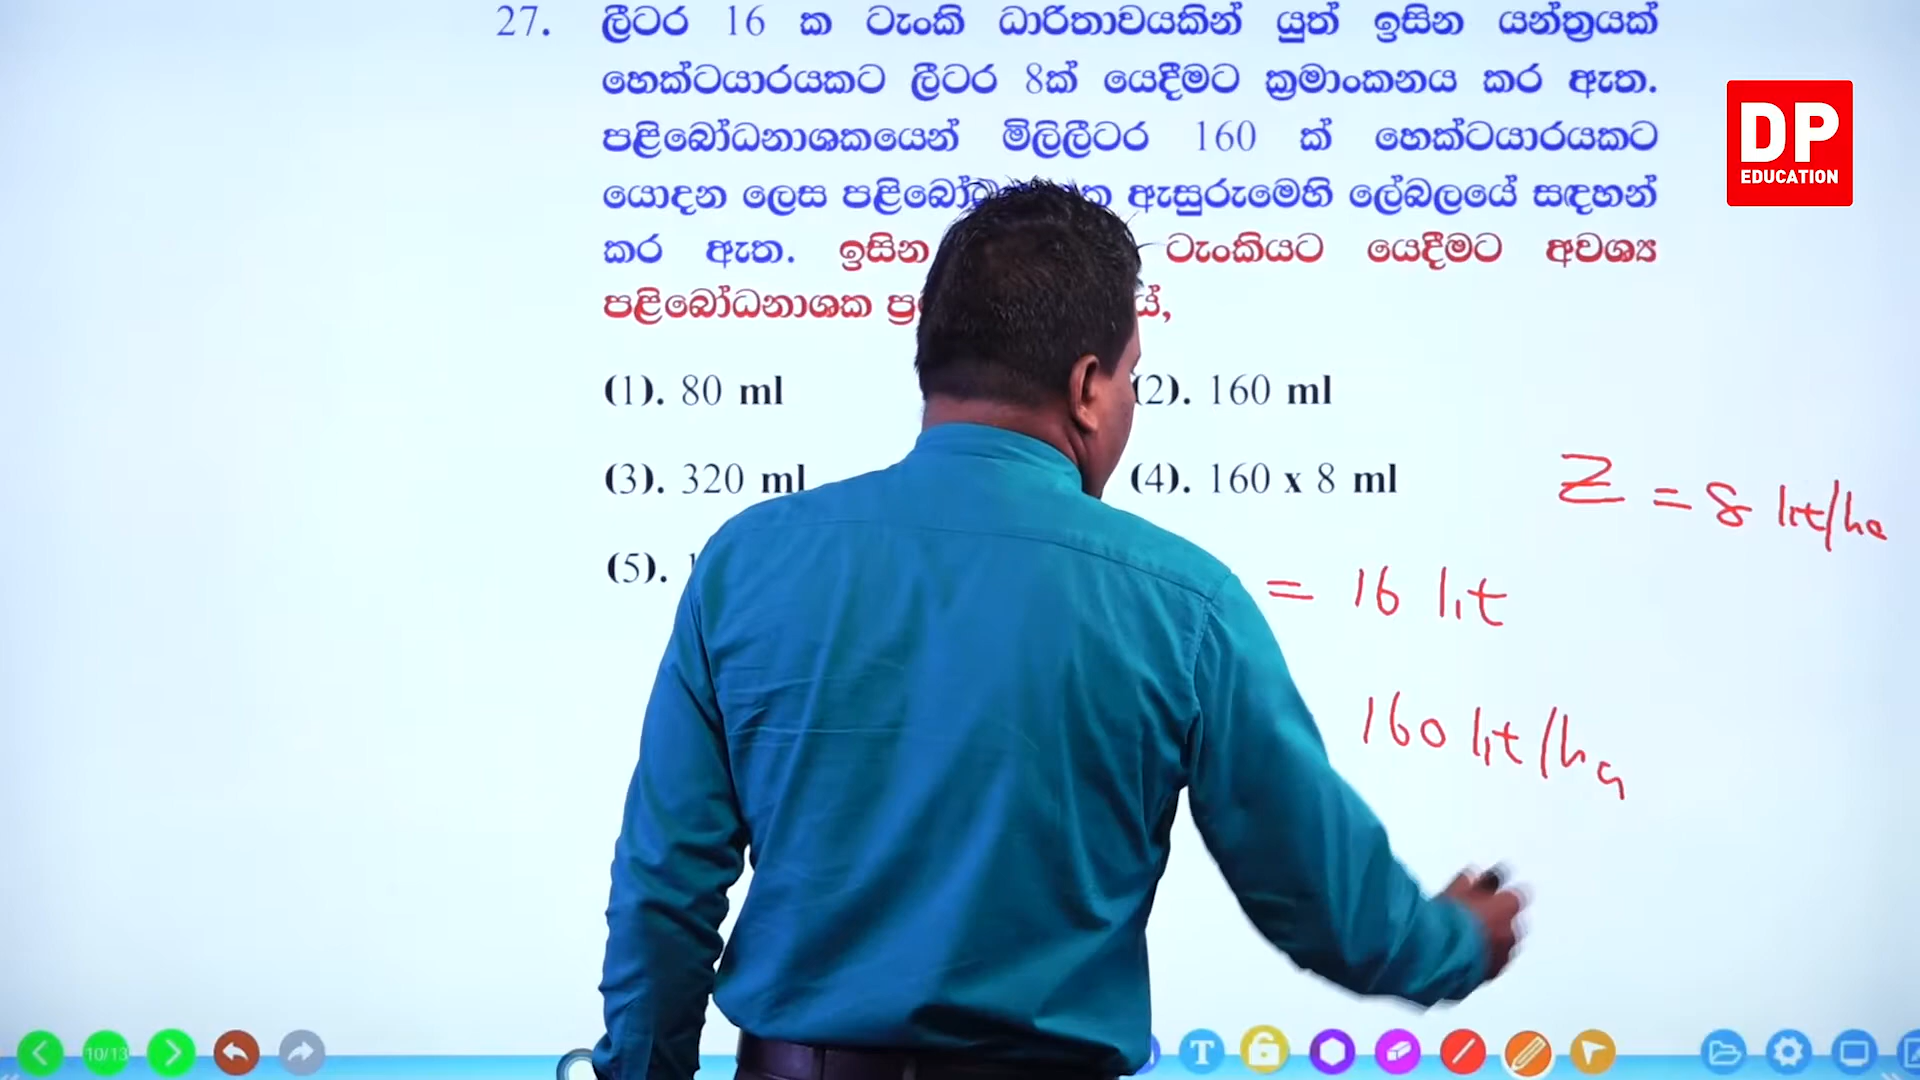 27. ලීටර 16 ක ටැංකි ධාරිතාවයකින් යුත් ඉසින යන්ත්‍රයක්
හෙක්ටයාරයකට ලීටර 8ක් යෙදීමට ක්‍රමාංකනය කර ඇත.
පළිබෝධනාශකයෙන් මිලිලීටර 160 ක් හෙක්ටයාරයකට
යොදන ලෙස ඇසුරුමෙහි ලේබලයේ සඳහන්
කර ඇත. ඉසින ටැංකියට යෙදීමට අවශ්‍ය
පළිබෝධනාශක
(1). 80 ml (2). 160 ml
(3). 320 ml (4). 160 x 8 ml
(5).
Z = 8 lit/ha
= 16 lit
160 lit/ha
DP
EDUCATION
10/13
T